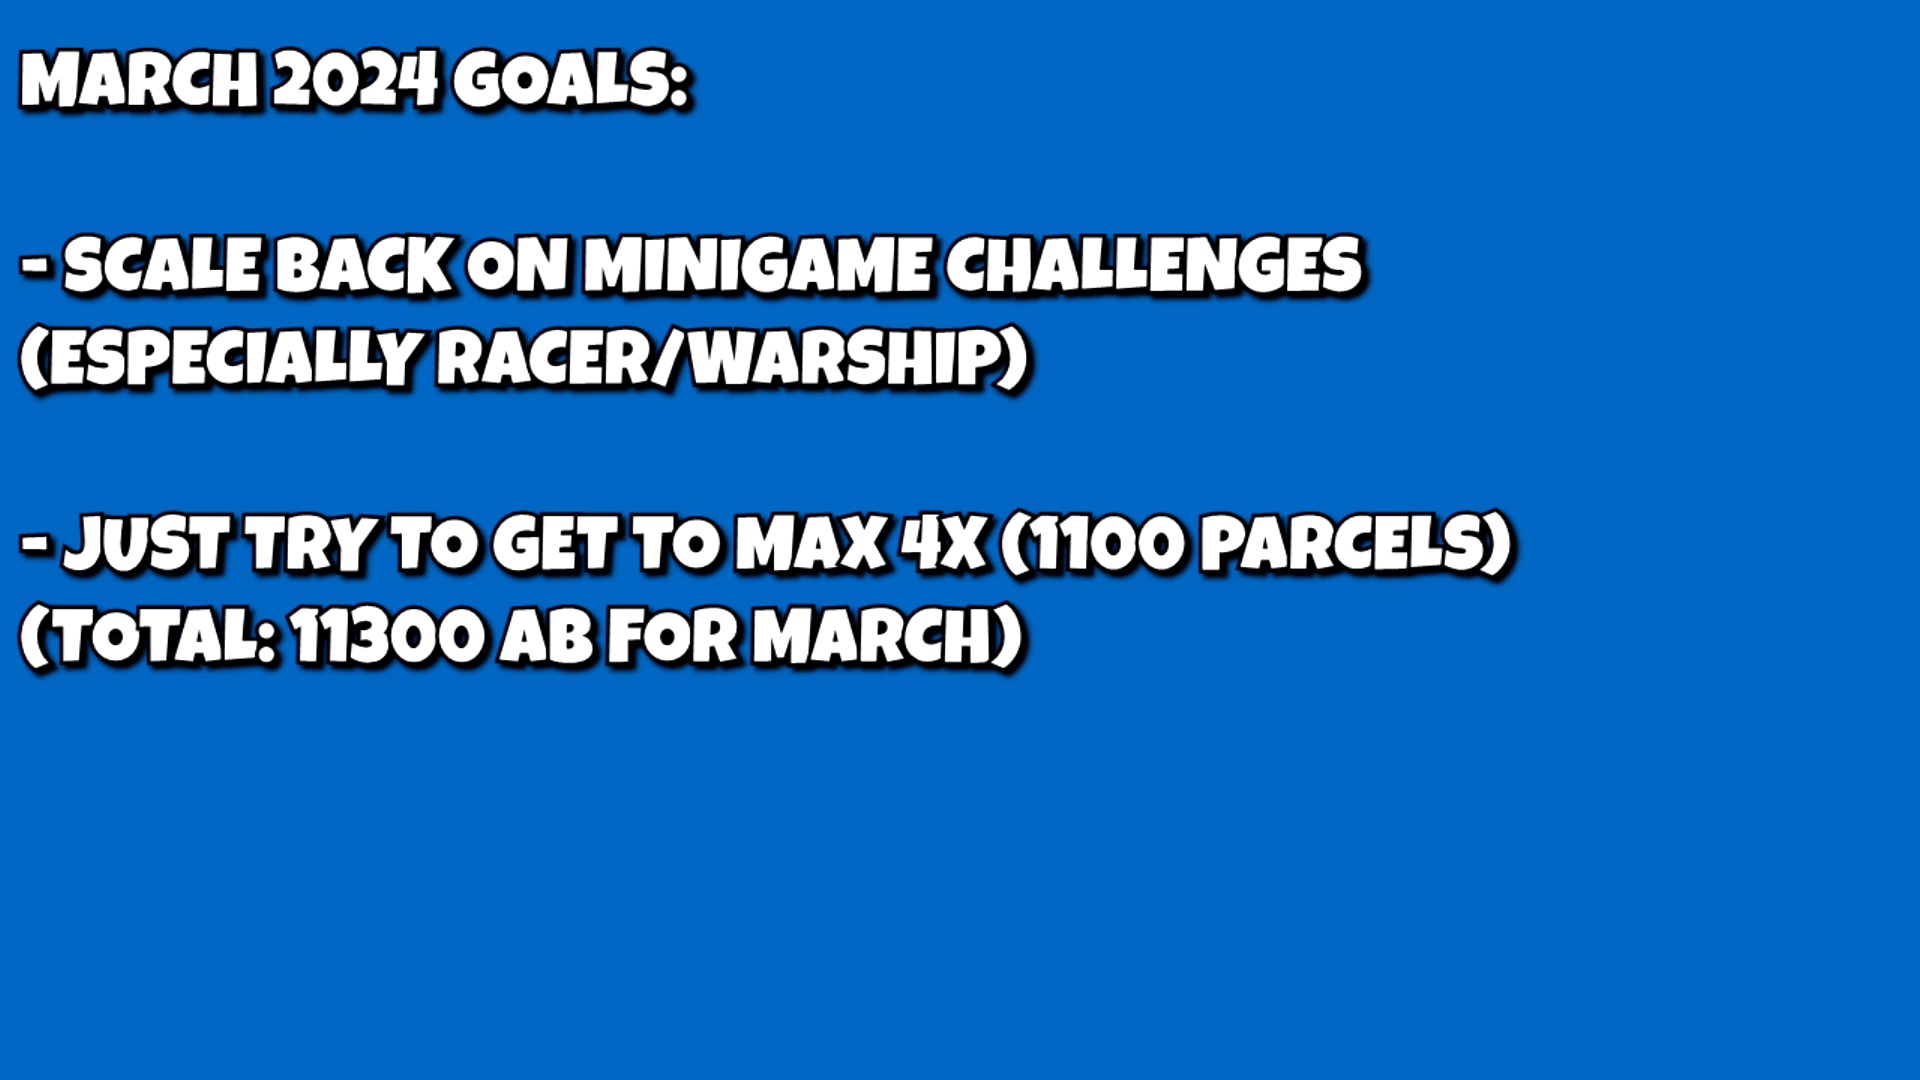 MARCH 2024 GOALS:
- SCALE BACK ON MINIGAME CHALLENGES
(ESPECIALLY RACER/WARSHIP)
- JUST TRY TO GET TO MAX 4X (1100 PARCELS)
(TOTAL: 11300 AB FOR MARCH)